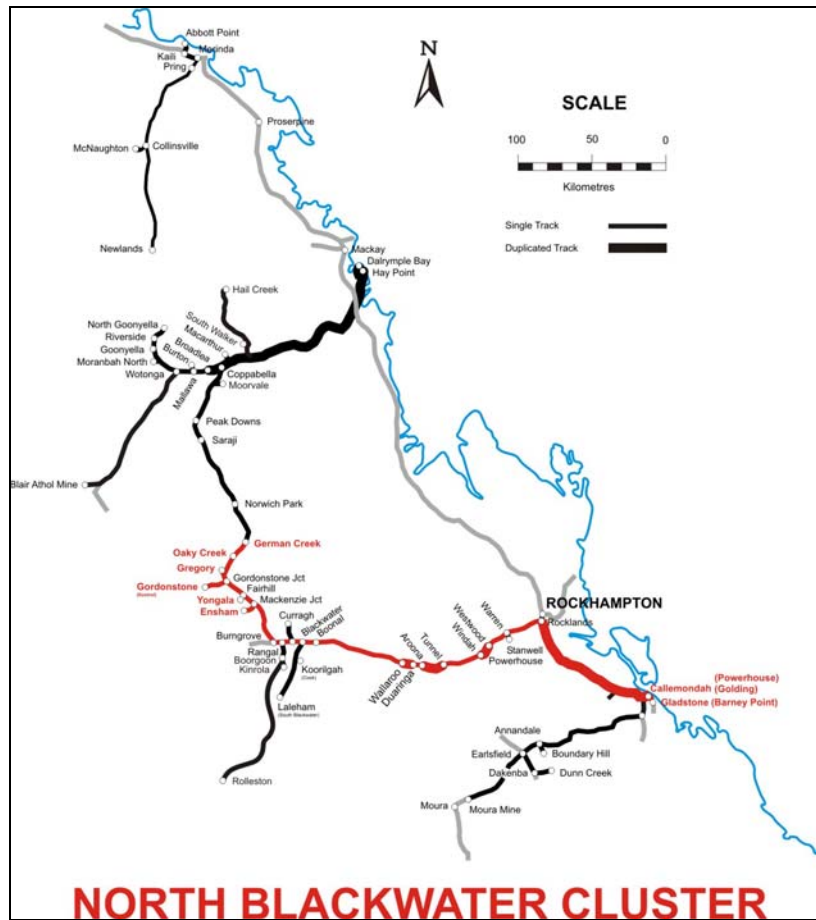 Abbott Point
Kaili
Morinda
Pring
N
SCALE
100 50 0
Kilometres
Single Track
Duplicated Track
Proserpine
McNaughton
Collinsville
Newlands
Mackay
Dalrymple Bay
Hay Point
Hail Creek
South Walker
Macarthur
Broadlea
Burton
Mallawa
North Goonyella
Riverside
Goonyella
Moranbah North
Wotonga
Coppabella
Moorvale
Peak Downs
Saraji
Blair Athol Mine
Norwich Park
German Creek
Oaky Creek
Gregory
Gordonstone
Gordonstone Jct
Fairhill
Yongala
Mackenzie Jct
Ensham
Curragh
Blackwater
Boonal
Burngrove
Rangal
Boorgoon
Kinrola
Koorilgah
(Cook)
Laleham
(South Blackwater)
Rolleston
Wallaroo
Duaringa
Aroona
Tunnel
Windah
Westwood
Warren
Stanwell
Powerhouse
ROCKHAMPTON
Rocklands
Callemondah
(Powerhouse)
(Golding)
Gladstone (Barney Point)
Annandale
Earlsfield
Boundary Hill
Dakenba
Dunn Creek
Moura
Moura Mine
NORTH BLACKWATER CLUSTER